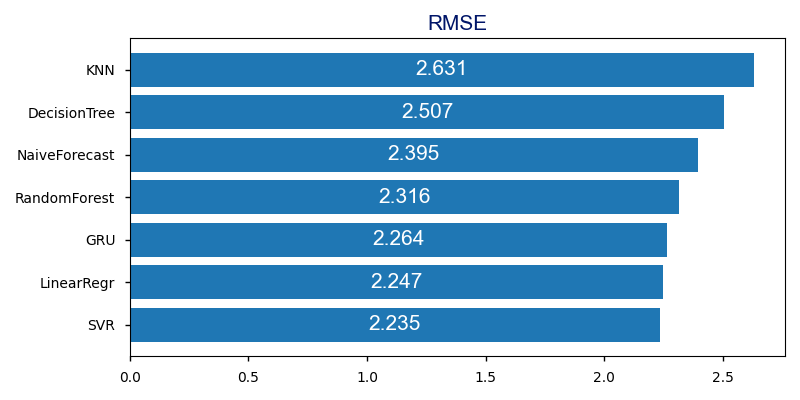 RMSE
KNN 2.631
DecisionTree 2.507
NaiveForecast 2.395
RandomForest 2.316
GRU 2.264
LinearRegr 2.247
SVR 2.235
0.0 0.5 1.0 1.5 2.0 2.5